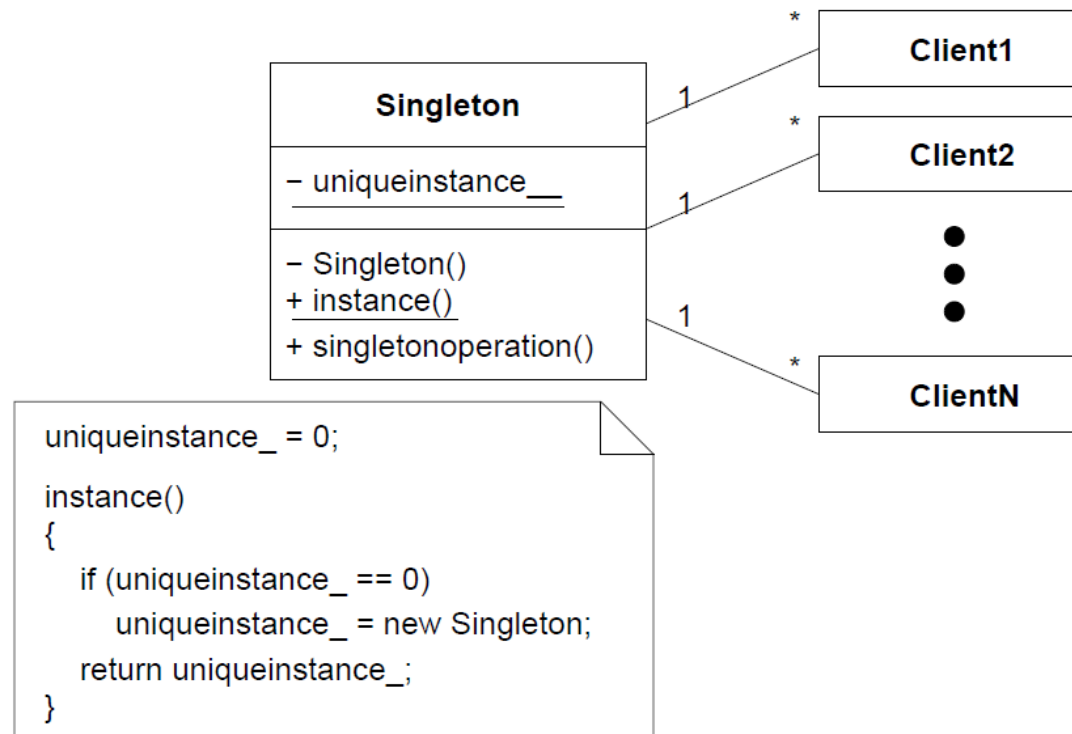 Singleton
− uniqueinstance__
− Singleton()
+ instance()
+ singletonoperation()
1
*
Client1
1
*
Client2
1
*
ClientN
uniqueinstance_ = 0;
instance()
{
if (uniqueinstance_ == 0)
uniqueinstance_ = new Singleton;
return uniqueinstance_;
}